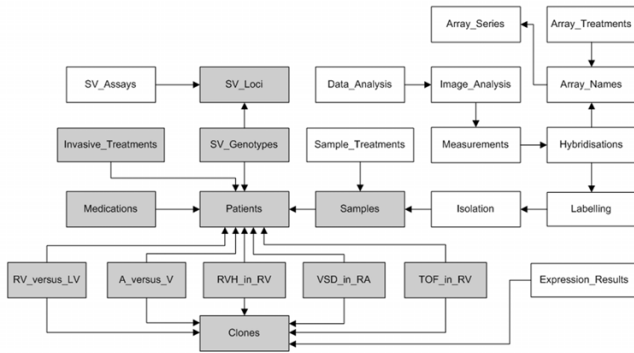 Array_Series
Array_Treatments
SV_Assays
SV_Loci
Data_Analysis
Image_Analysis
Array_Names
Invasive_Treatments
SV_Genotypes
Sample_Treatments
Measurements
Hybridisations
Medications
Patients
Samples
Isolation
Labelling
RV_versus_LV
A_versus_V
RVH_in_RV
VSD_in_RA
TOF_in_RV
Expression_Results
Clones